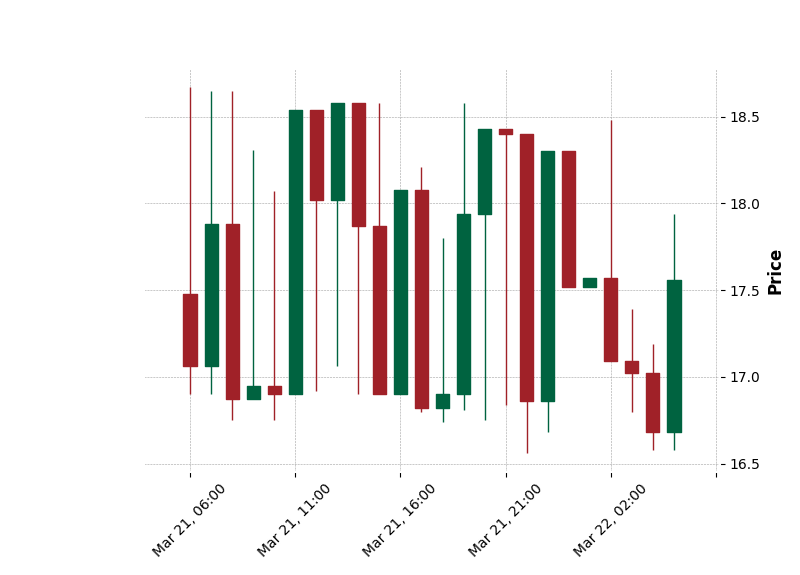 18.5
18.0
17.5
17.0
16.5
Price
Mar 21, 06:00
Mar 21, 11:00
Mar 21, 16:00
Mar 21, 21:00
Mar 22, 02:00